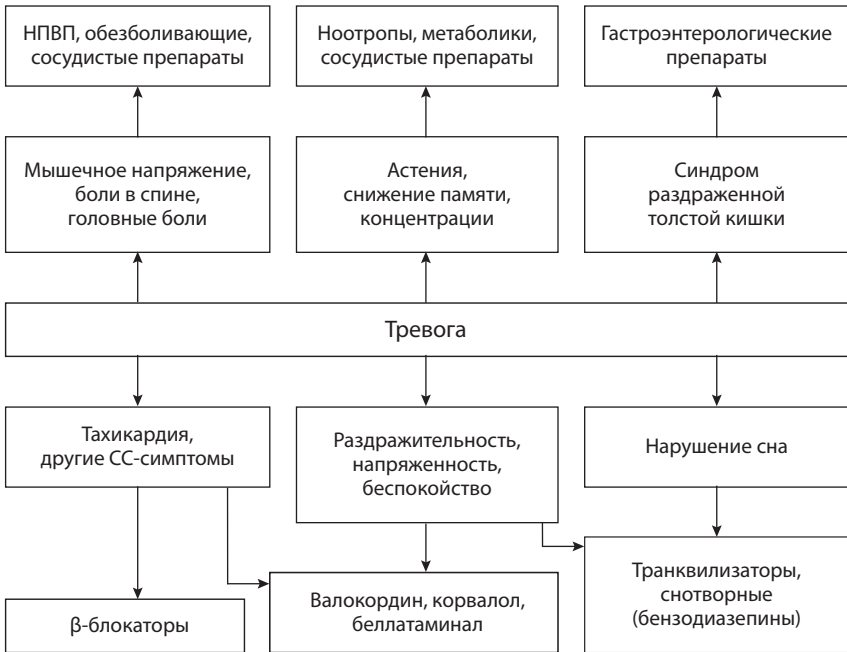 НПВП, обезболивающие,
сосудистые препараты
Ноотропы, метаболики,
сосудистые препараты
Гастроэнтерологические
препараты
Мышечное напряжение,
боли в спине,
головные боли
Астения,
снижение памяти,
концентрации
Синдром
раздраженной
толстой кишки
Тревога
Тахикардия,
другие СС-симптомы
Раздражительность,
напряженность,
беспокойство
Нарушение сна
β-блокаторы
Валокордин, корвалол,
беллатаминал
Транквилизаторы,
снотворные
(бензодиазепины)